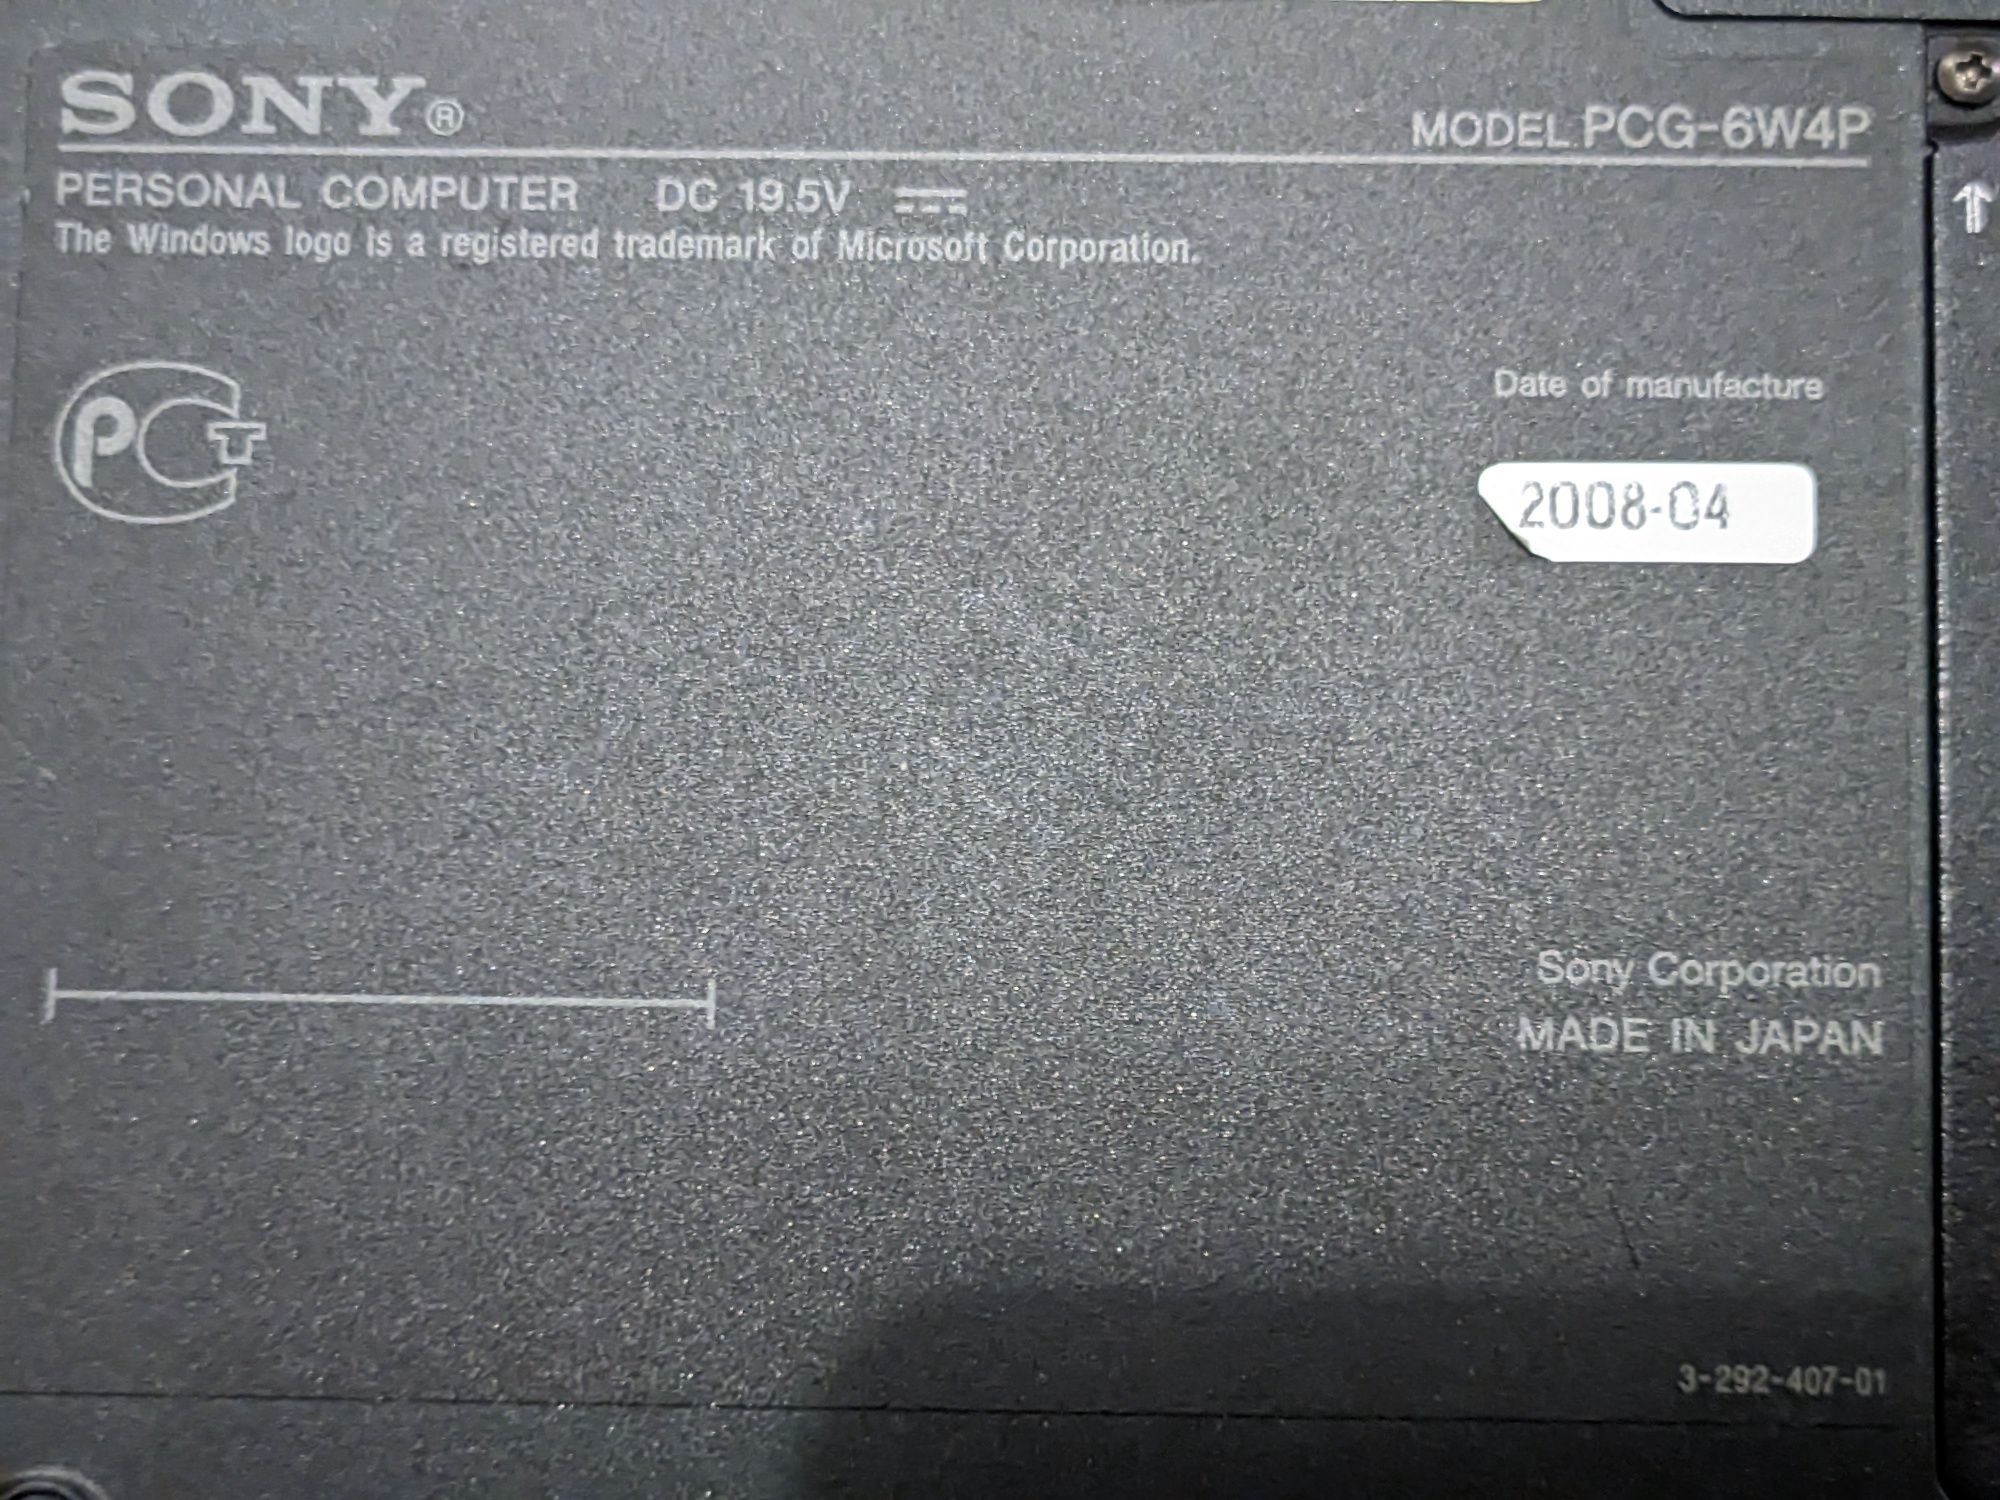 SONY®
MODEL PCG-6W4P
PERSONAL COMPUTER DC 19.5V
The Windows logo is a registered trademark of Microsoft Corporation.
РСТ
Date of manufacture
2008-04
Sony Corporation
MADE IN JAPAN
3-292-407-01